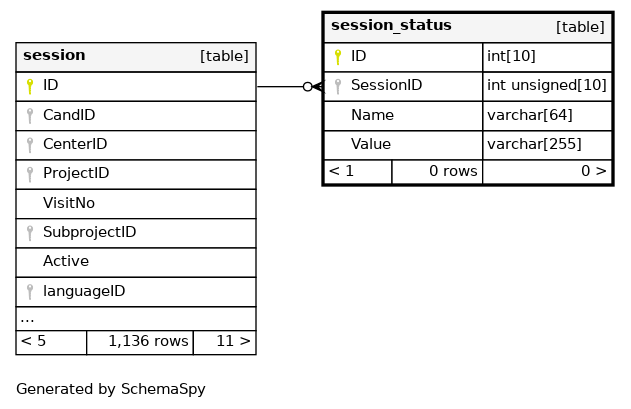 session [table]
ID
CandID
CenterID
ProjectID
VisitNo
SubprojectID
Active
languageID
...
< 5 1,136 rows 11 >
session_status [table]
ID int[10]
SessionID int unsigned[10]
Name varchar[64]
Value varchar[255]
< 1 0 rows 0 >
Generated by SchemaSpy